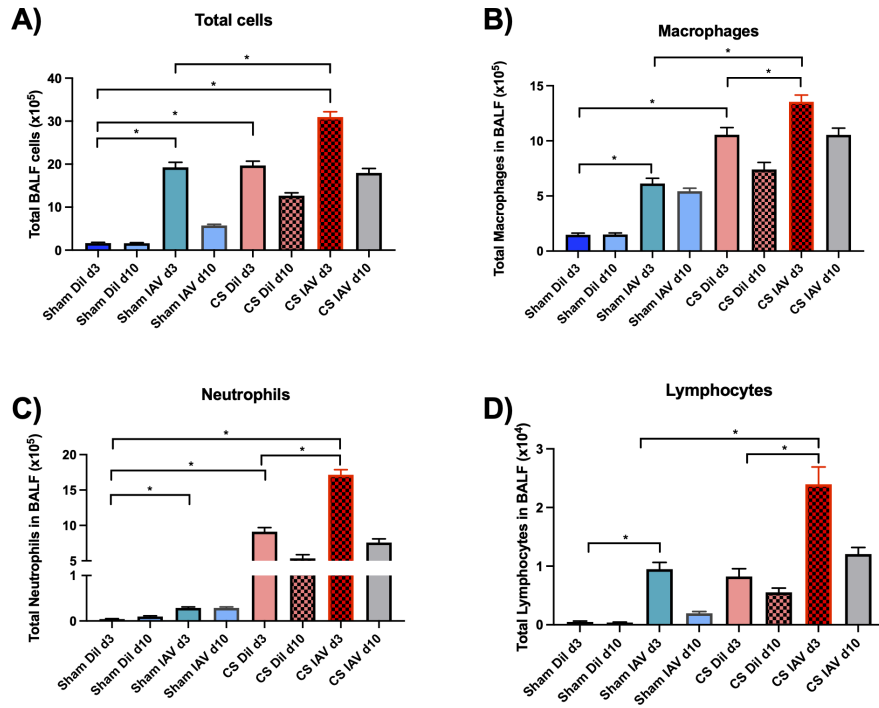 A)
Total cells
*
*
*
*
Total BALF cells (x10⁵)
40
30
20
10
0
Sham Dil d3
Sham Dil d10
Sham IAV d3
Sham IAV d10
CS Dil d3
CS Dil d10
CS IAV d3
CS IAV d10
B)
Macrophages
*
*
*
*
Total Macrophages in BALF (x10⁵)
15
10
5
0
Sham Dil d3
Sham Dil d10
Sham IAV d3
Sham IAV d10
CS Dil d3
CS Dil d10
CS IAV d3
CS IAV d10
C)
Neutrophils
*
*
*
*
Total Neutrophils in BALF (x10⁵)
20
15
10
5
1
0
Sham Dil d3
Sham Dil d10
Sham IAV d3
Sham IAV d10
CS Dil d3
CS Dil d10
CS IAV d3
CS IAV d10
D)
Lymphocytes
*
*
*
Total Lymphocytes in BALF (x10⁴)
3
2
1
0
Sham Dil d3
Sham Dil d10
Sham IAV d3
Sham IAV d10
CS Dil d3
CS Dil d10
CS IAV d3
CS IAV d10